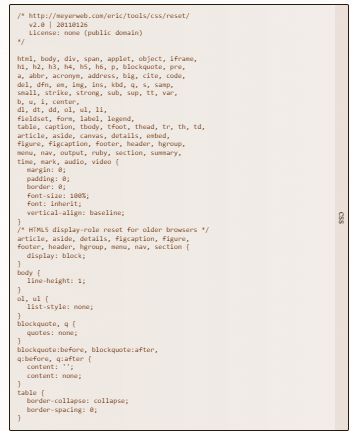 /* http://meyerweb.com/eric/tools/css/reset/
   v2.0 | 20110126
   License: none (public domain)
*/

html, body, div, span, applet, object, iframe,
h1, h2, h3, h4, h5, h6, p, blockquote, pre,
a, abbr, acronym, address, big, cite, code,
del, dfn, em, img, ins, kbd, q, s, samp,
small, strike, strong, sub, sup, tt, var,
b, u, i, center,
dl, dt, dd, ol, ul, li,
fieldset, form, label, legend,
table, caption, tbody, tfoot, thead, tr, th, td,
article, aside, canvas, details, embed,
figure, figcaption, footer, header, hgroup,
menu, nav, output, ruby, section, summary,
time, mark, audio, video {
  margin: 0;
  padding: 0;
  border: 0;
  font-size: 100%;
  font: inherit;
  vertical-align: baseline;
}
/* HTML5 display-role reset for older browsers */
article, aside, details, figcaption, figure,
footer, header, hgroup, menu, nav, section {
  display: block;
}
body {
  line-height: 1;
}
ol, ul {
  list-style: none;
}
blockquote, q {
  quotes: none;
}
blockquote:before, blockquote:after,
q:before, q:after {
  content: '';
  content: none;
}
table {
  border-collapse: collapse;
  border-spacing: 0;
}
CSS